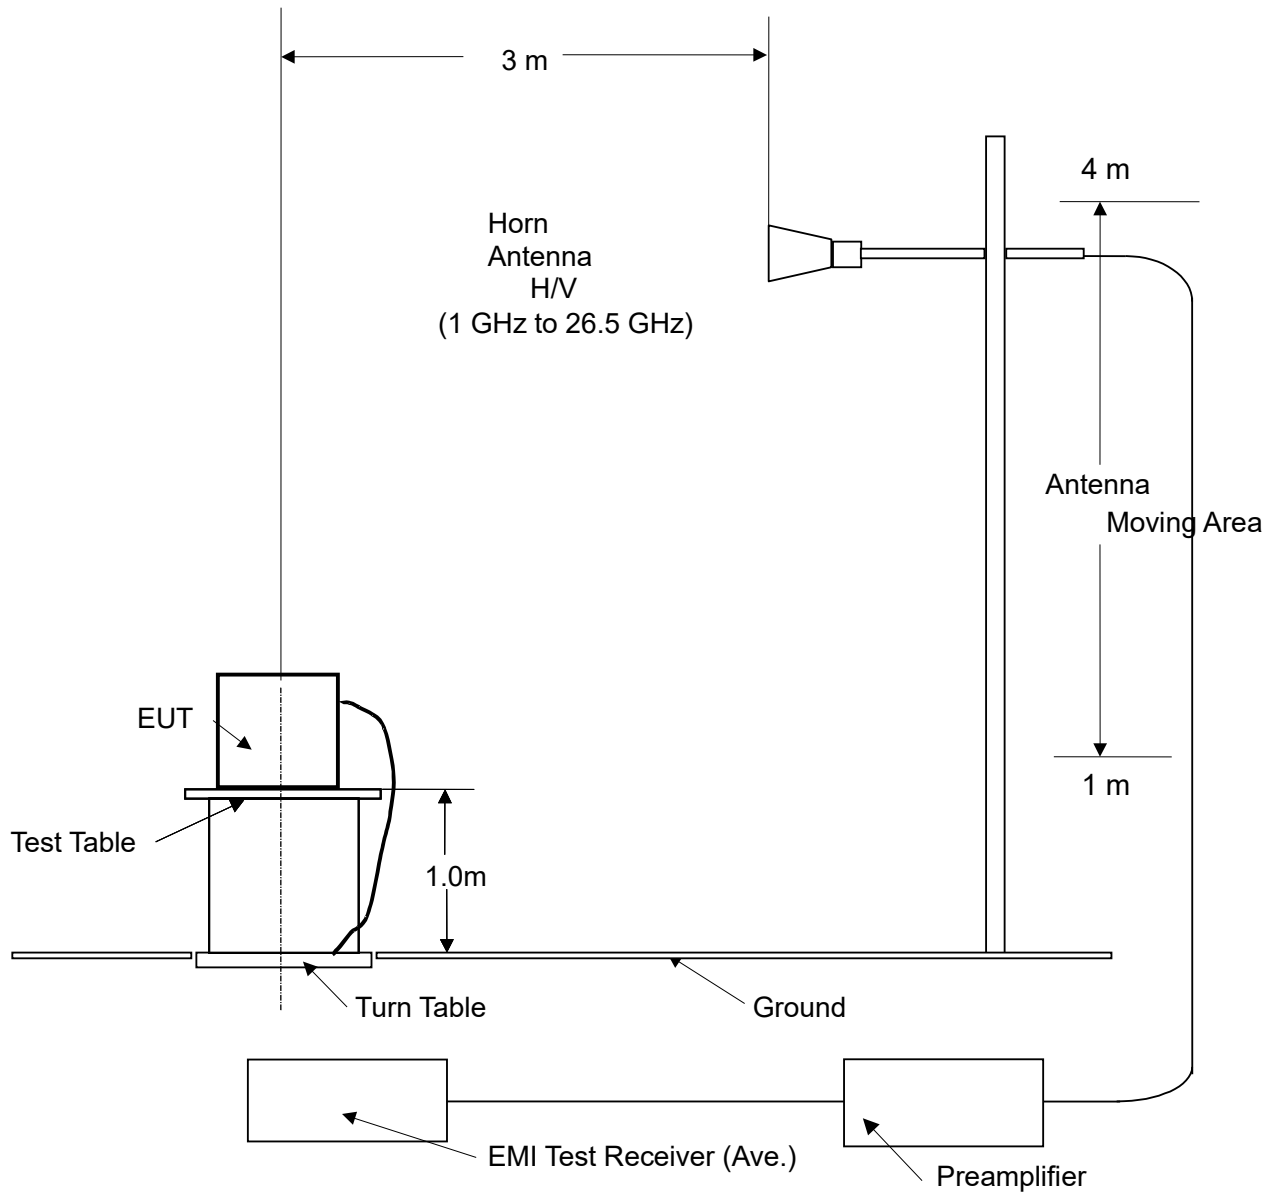 3 m
4 m
Horn
Antenna
H/V
(1 GHz to 26.5 GHz)
Antenna
Moving Area
EUT
1 m
Test Table
1.0m
Turn Table
Ground
EMI Test Receiver (Ave.)
Preamplifier